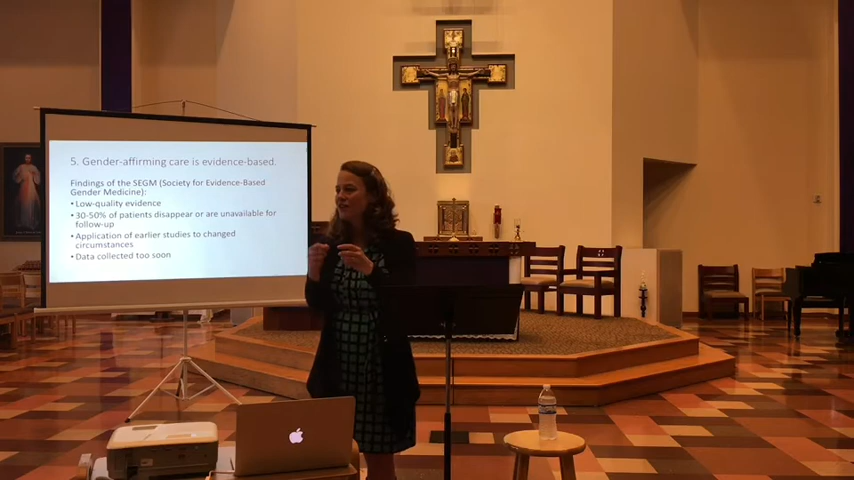 5. Gender-affirming care is evidence-based.
Findings of the SEGM (Society for Evidence-Based
Gender Medicine):
• Low-quality evidence
• 30-50% of patients disappear or are unavailable for
follow-up
• Application of earlier studies to changed
circumstances
• Data collected too soon